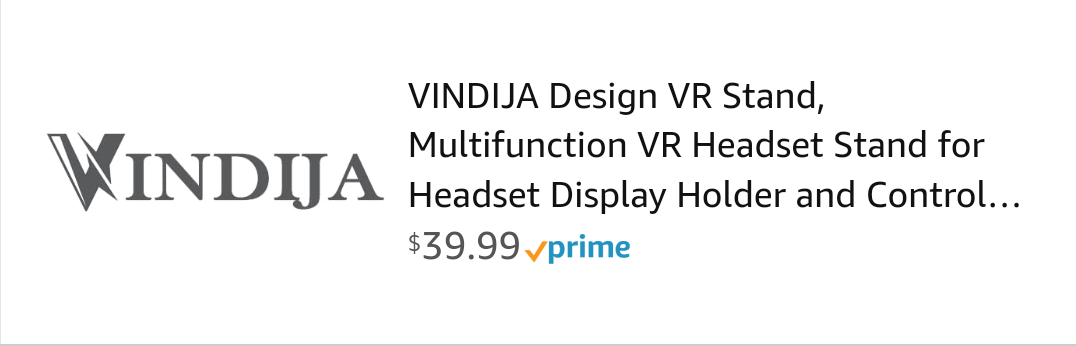 VINDIJA
VINDIJA Design VR Stand,
Multifunction VR Headset Stand for
Headset Display Holder and Control...
$39.99 prime